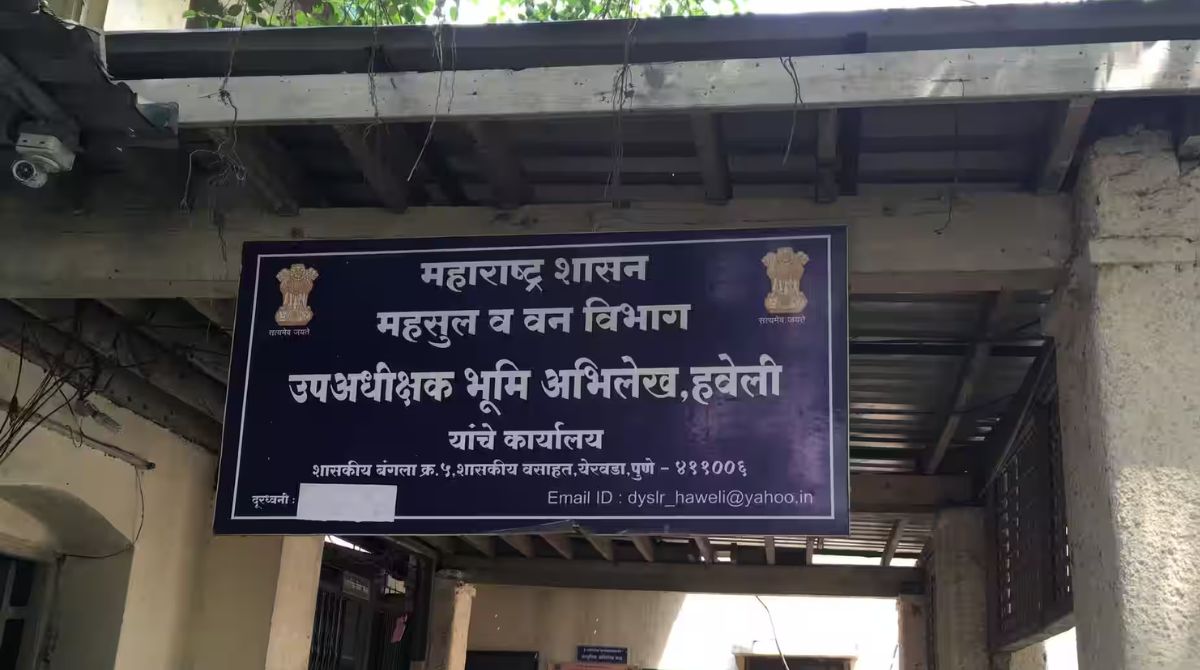 महाराष्ट्र शासन
महसुल व वन विभाग
सत्यमेव जयते
सत्यमेव जयते
उपअधीक्षक भूमि अभिलेख,हवेली
यांचे कार्यालय
शासकीय बंगला क्र.५,शासकीय वसाहत,येरवडा,पुणे - ४११००६
दूरध्वनी :
Email ID : dyslr_haweli@yahoo.in